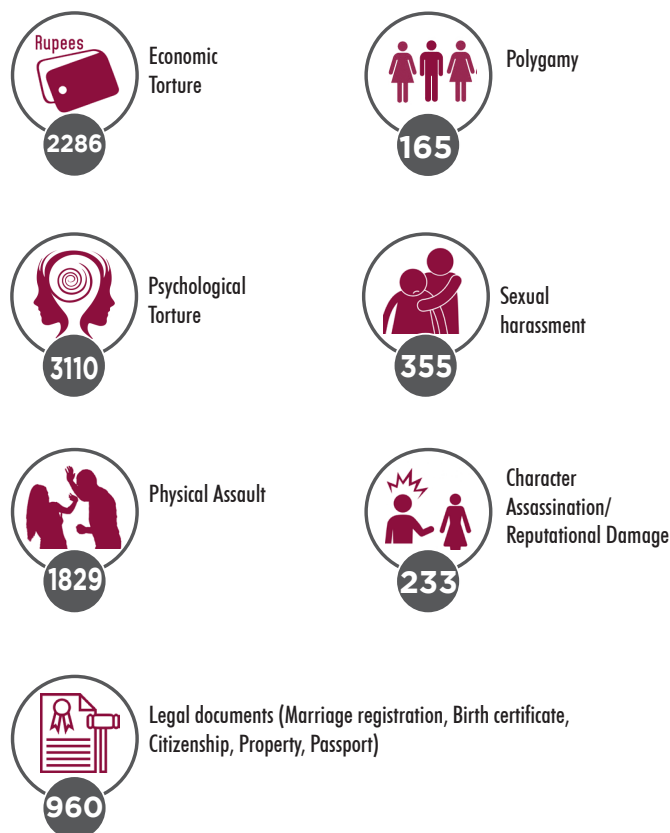 Rupees
Economic
Torture
2286
Polygamy
165
Psychological
Torture
3110
Sexual
harassment
355
Physical Assault
1829
Character
Assassination/
Reputational Damage
233
Legal documents (Marriage registration, Birth certificate,
Citizenship, Property, Passport)
960